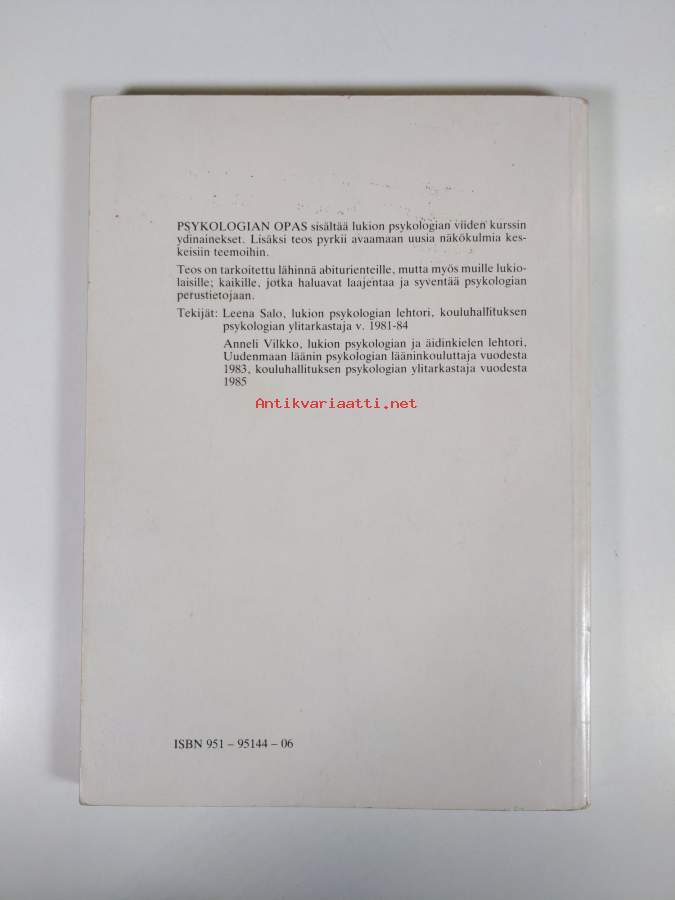 PSYKOLOGIAN OPAS sisältää lukion psykologian viiden kurssin
ydinainekset. Lisäksi teos pyrkii avaamaan uusia näkökulmia kes-
keisiin teemoihin.
Teos on tarkoitettu lähinnä abiturienteille, mutta myös muille lukio-
laisille; kaikille, jotka haluavat laajentaa ja syventää psykologian
perustietojaan.
Tekijät: Leena Salo, lukion psykologian lehtori, kouluhallituksen
psykologian ylitarkastaja v. 1981-84
Anneli Vilkko, lukion psykologian ja äidinkielen lehtori,
Uudenmaan läänin psykologian lääninkouluttaja vuodesta
1983, kouluhallituksen psykologian ylitarkastaja vuodesta
1985
Antikvariaatti.net
ISBN 951 – 95144 – 06